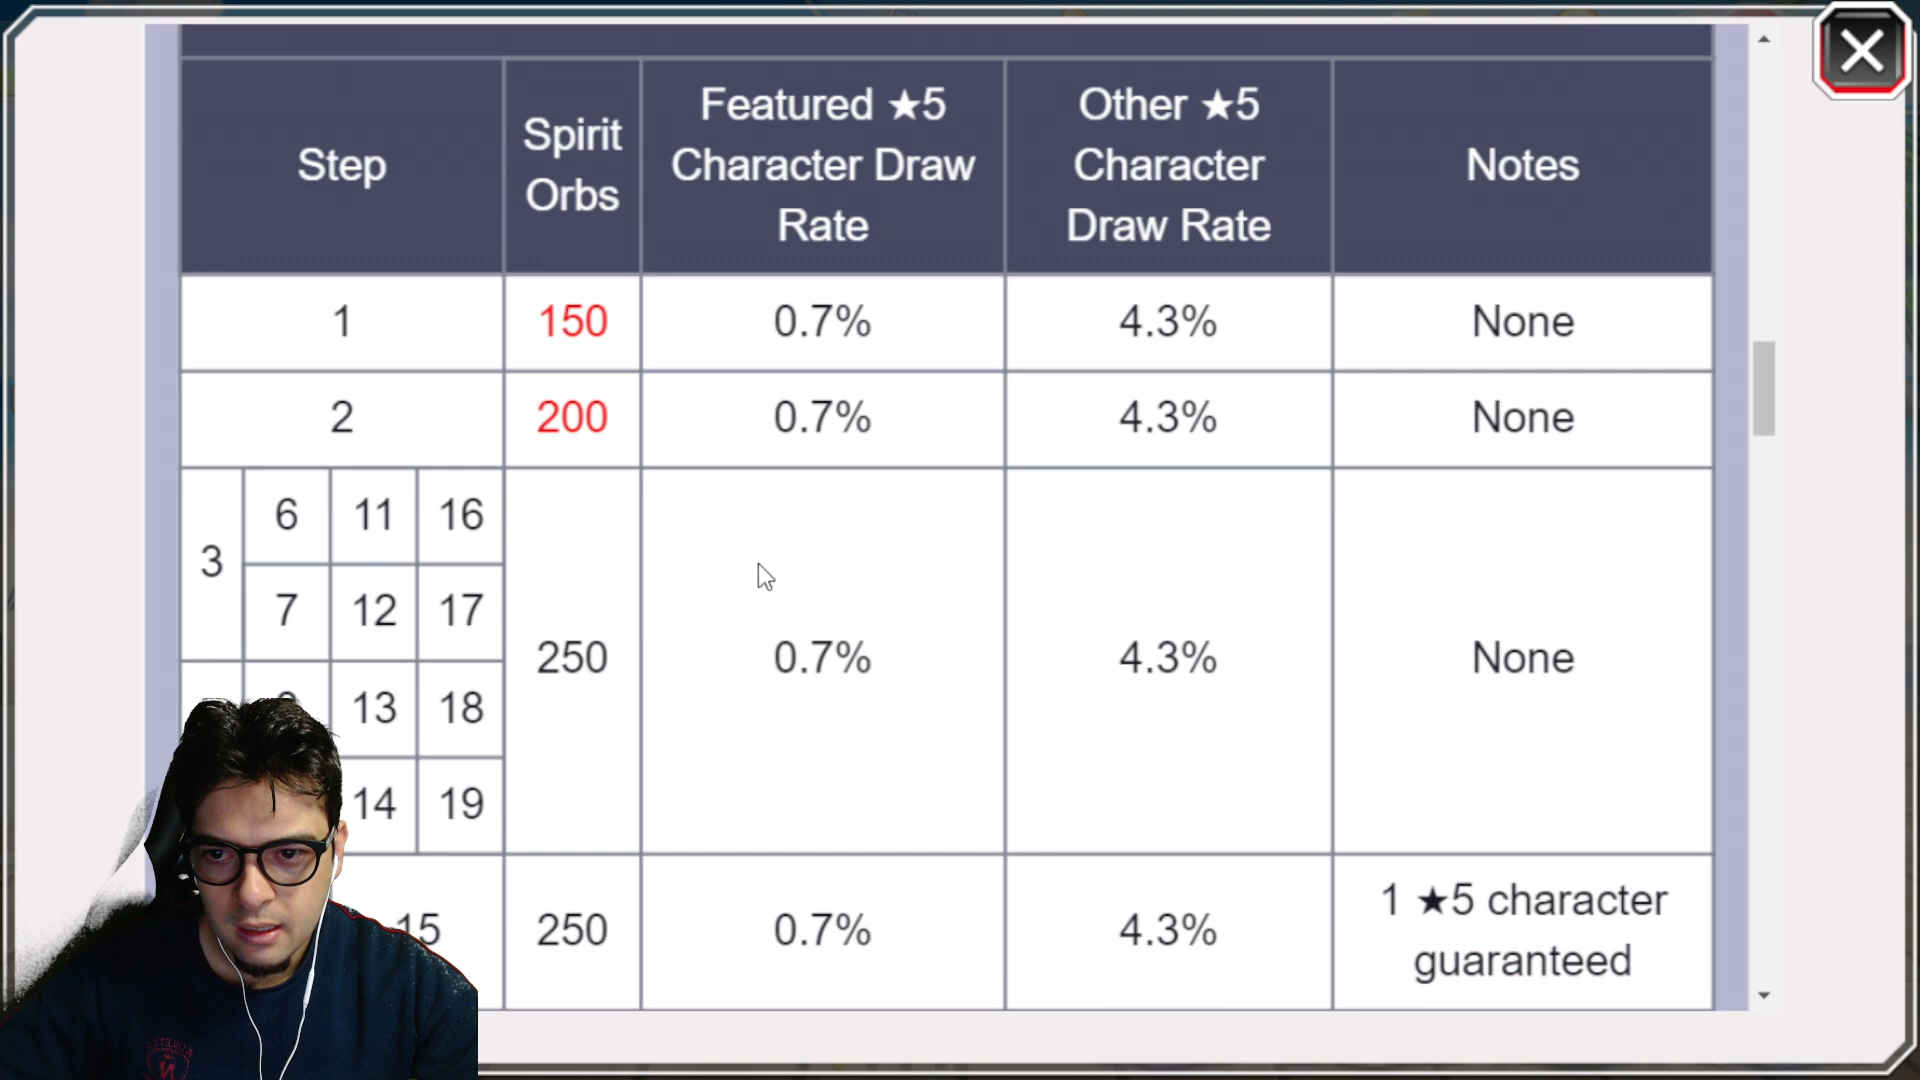 Step
Spirit
Orbs
Featured ★5
Character Draw
Rate
Other ★5
Character
Draw Rate
Notes
1
150
0.7%
4.3%
None
2
200
0.7%
4.3%
None
3
6
11
16
7
12
17
13
18
14
19
250
0.7%
4.3%
None
15
250
0.7%
4.3%
1 ★5 character
guaranteed